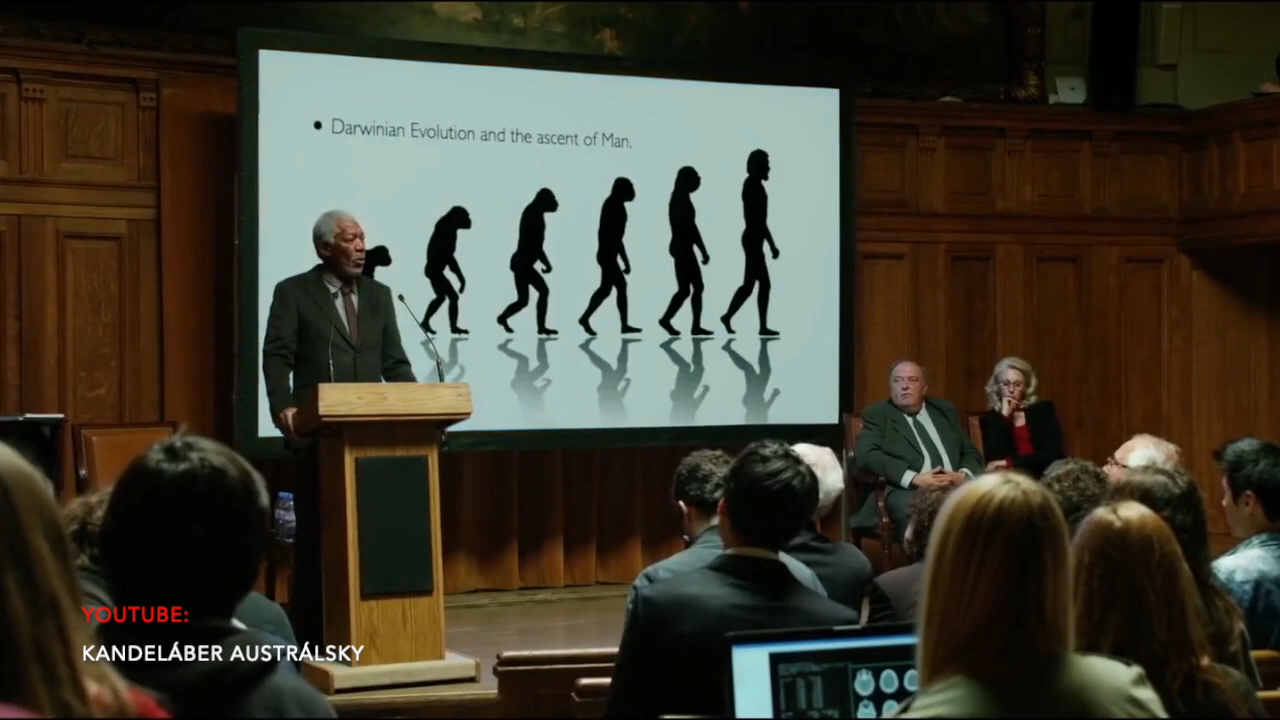 • Darwinian Evolution and the ascent of Man.
YOUTUBE:
KANDELÁBER AUSTRÁLSKY